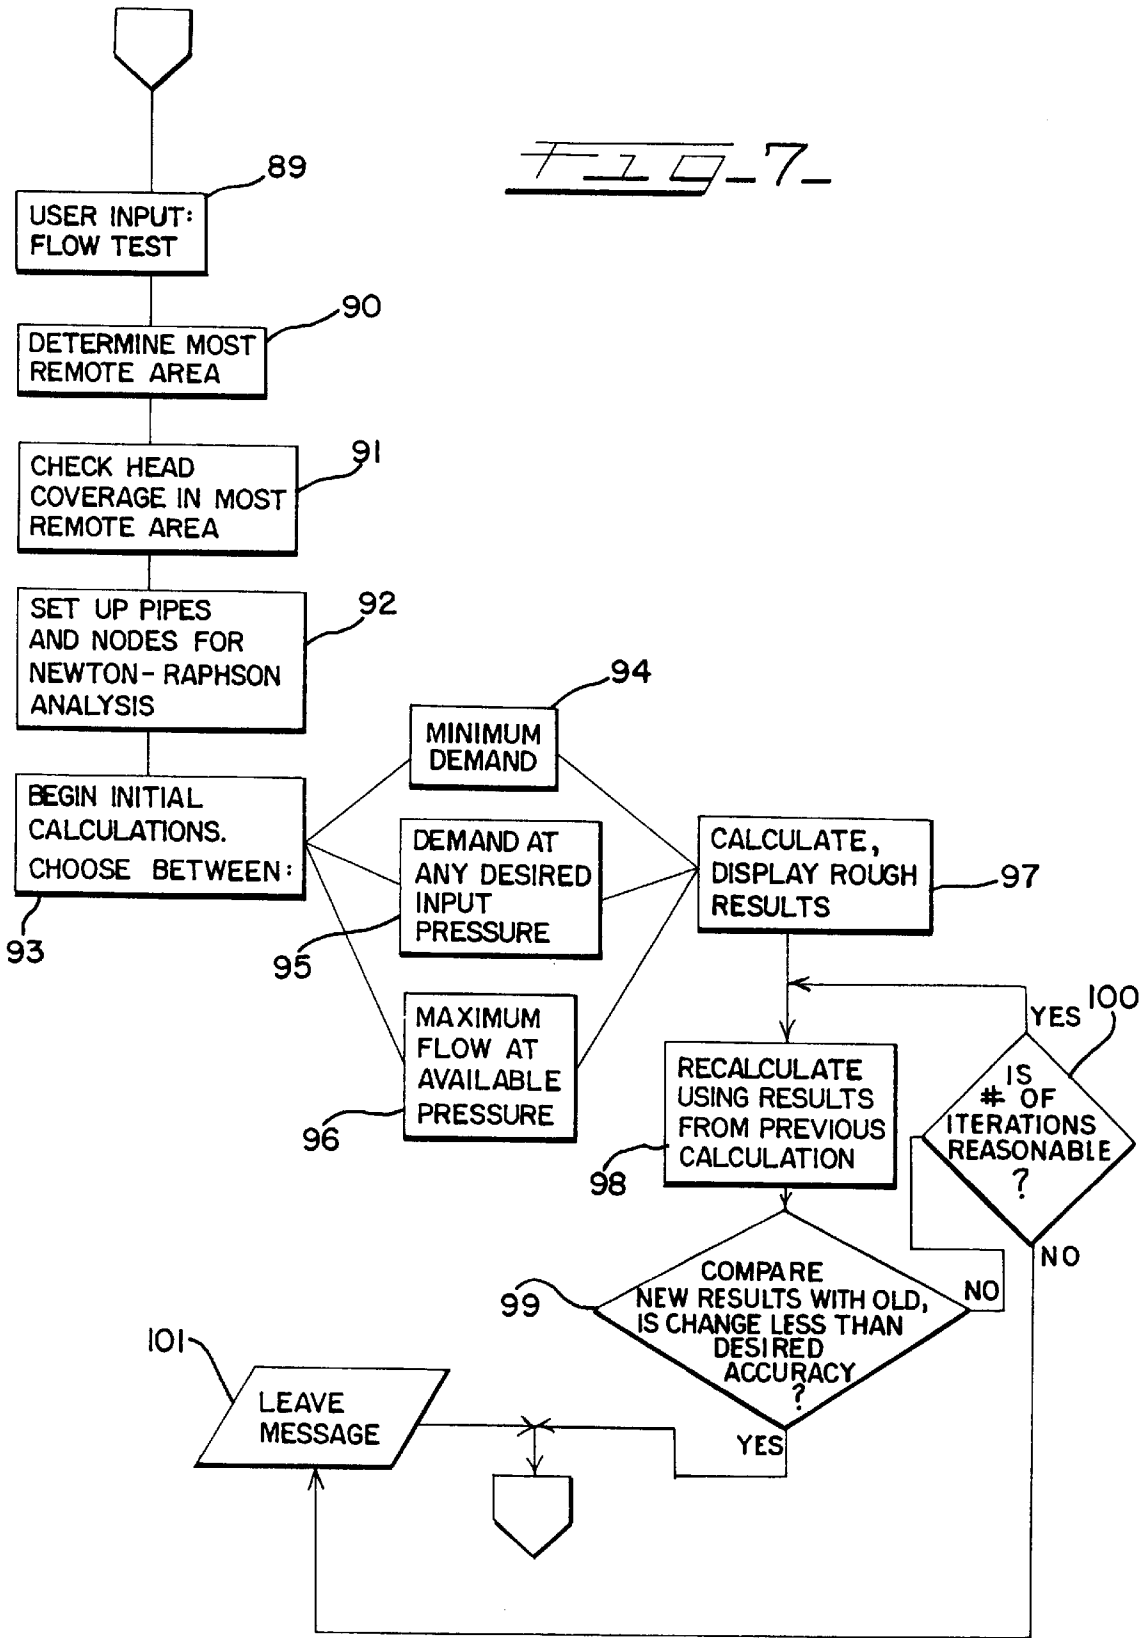 Fig-7-
89
USER INPUT:
FLOW TEST
90
DETERMINE MOST
REMOTE AREA
91
CHECK HEAD
COVERAGE IN MOST
REMOTE AREA
92
SET UP PIPES
AND NODES FOR
NEWTON-RAPHSON
ANALYSIS
93
BEGIN INITIAL
CALCULATIONS.
CHOOSE BETWEEN:
94
MINIMUM
DEMAND
95
DEMAND AT
ANY DESIRED
INPUT
PRESSURE
96
MAXIMUM
FLOW AT
AVAILABLE
PRESSURE
97
CALCULATE,
DISPLAY ROUGH
RESULTS
98
RECALCULATE
USING RESULTS
FROM PREVIOUS
CALCULATION
YES
100
IS
# OF
ITERATIONS
REASONABLE
?
NO
99
COMPARE
NEW RESULTS WITH OLD,
IS CHANGE LESS THAN
DESIRED
ACCURACY
?
NO
YES
101
LEAVE
MESSAGE